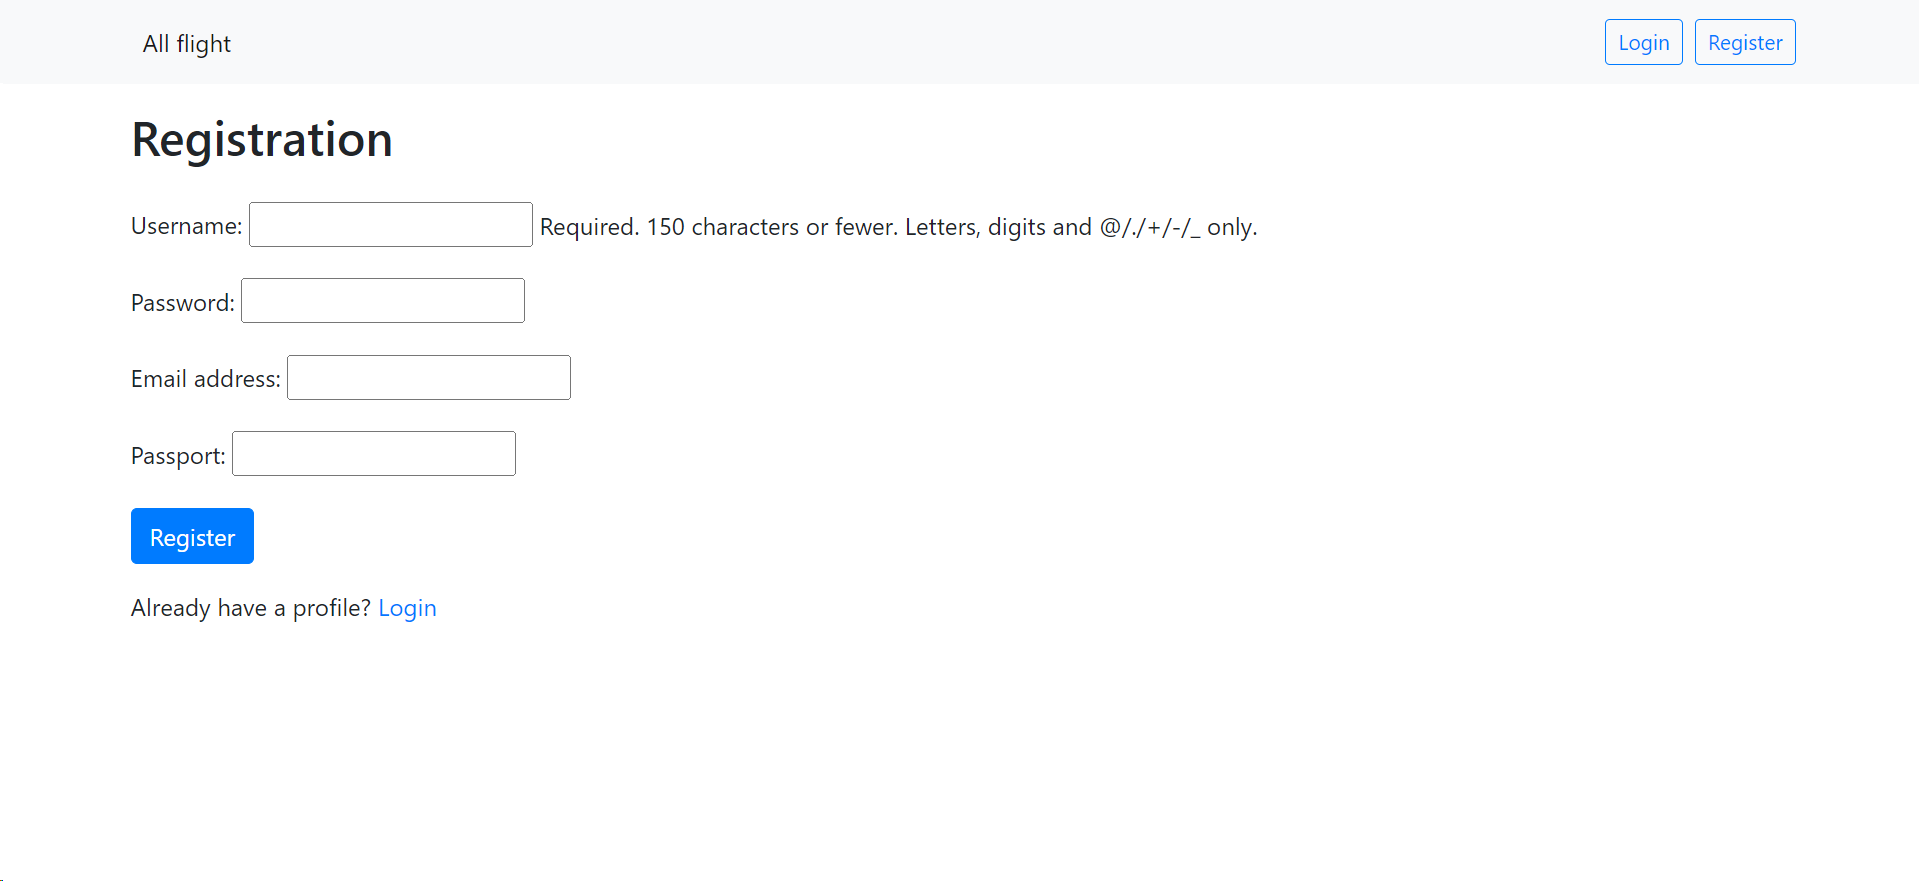 All flight
Login
Register
Registration
Username:
Required. 150 characters or fewer. Letters, digits and @/./+/-/_ only.
Password:
Email address:
Passport:
Register
Already have a profile? Login